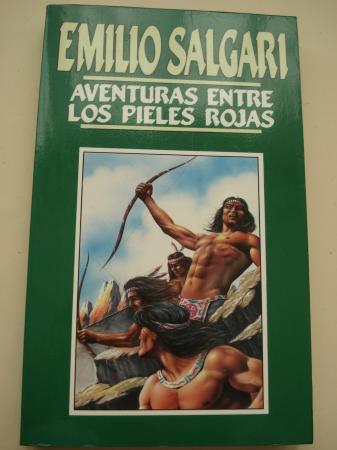 EMILIO SALGARI
AVENTURAS ENTRE
LOS PIELES ROJAS